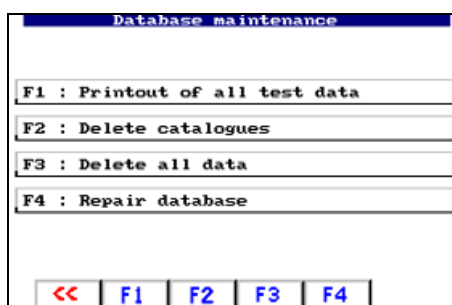 Database maintenance
F1 : Printout of all test data
F2 : Delete catalogues
F3 : Delete all data
F4 : Repair database
<< F1 F2 F3 F4